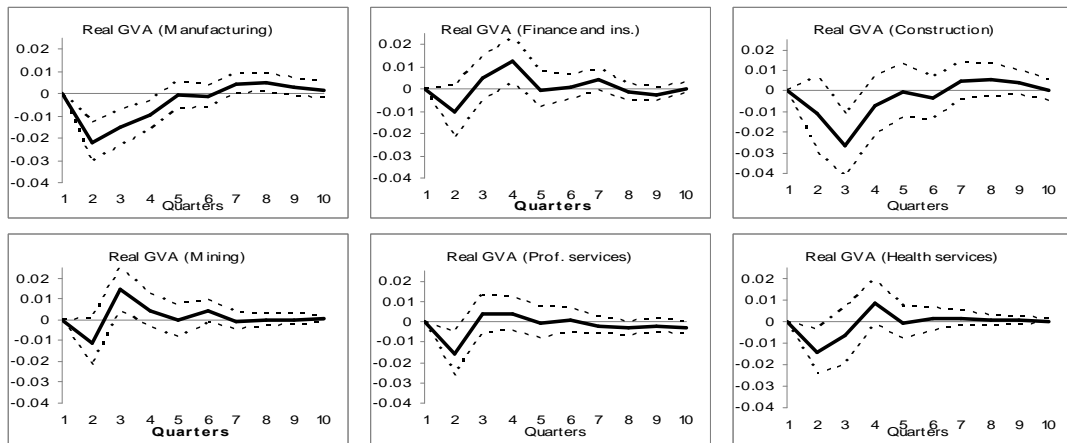 Real GVA (Manufacturing)
0.02
0.01
0
-0.01
-0.02
-0.03
-0.04
1 2 3 4 5 6 7 8 9 10
Quarters
Real GVA (Finance and ins.)
0.02
0.01
0
-0.01
-0.02
-0.03
-0.04
1 2 3 4 5 6 7 8 9 10
Quarters
Real GVA (Construction)
0.02
0.01
0
-0.01
-0.02
-0.03
-0.04
1 2 3 4 5 6 7 8 9 10
Quarters
Real GVA (Mining)
0.02
0.01
0
-0.01
-0.02
-0.03
-0.04
1 2 3 4 5 6 7 8 9 10
Quarters
Real GVA (Prof. services)
0.02
0.01
0
-0.01
-0.02
-0.03
-0.04
1 2 3 4 5 6 7 8 9 10
Quarters
Real GVA (Health services)
0.02
0.01
0
-0.01
-0.02
-0.03
-0.04
1 2 3 4 5 6 7 8 9 10
Quarters